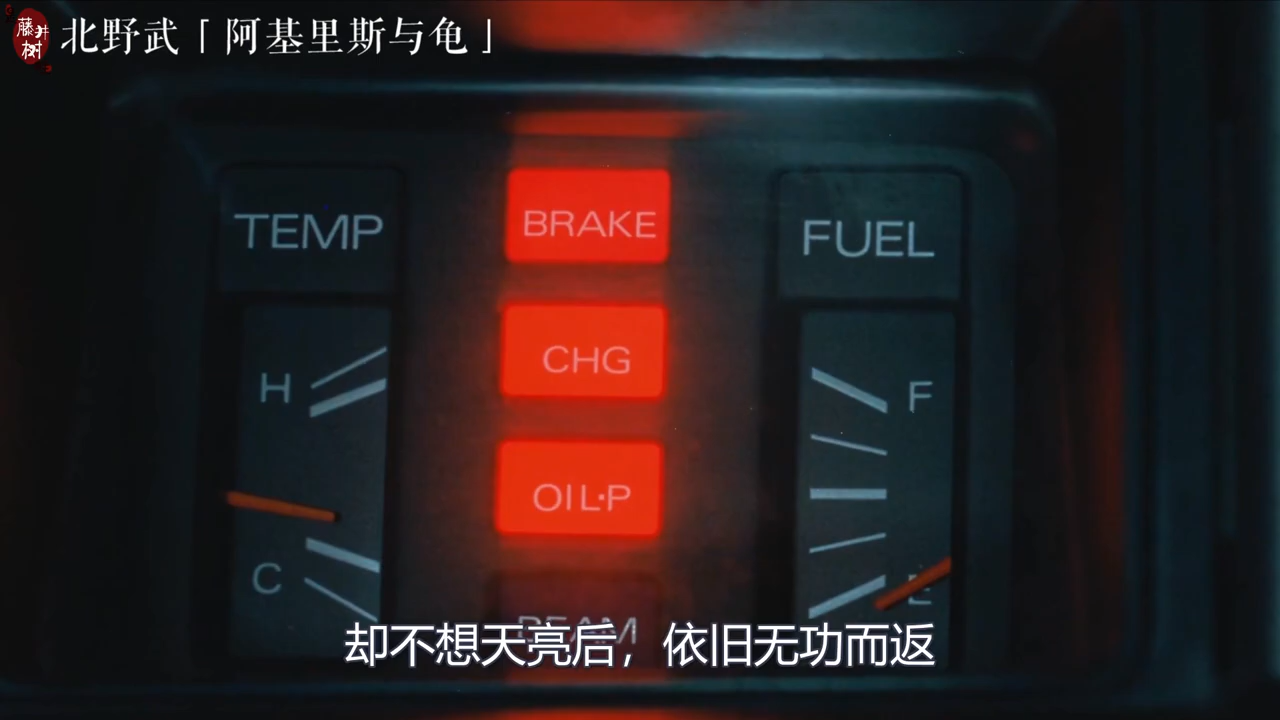 藤井树
北野武「阿基里斯与龟」
TEMP
BRAKE
FUEL
H
CHG
F
OIL·P
C
E
BEAM
却不想天亮后，依旧无功而返